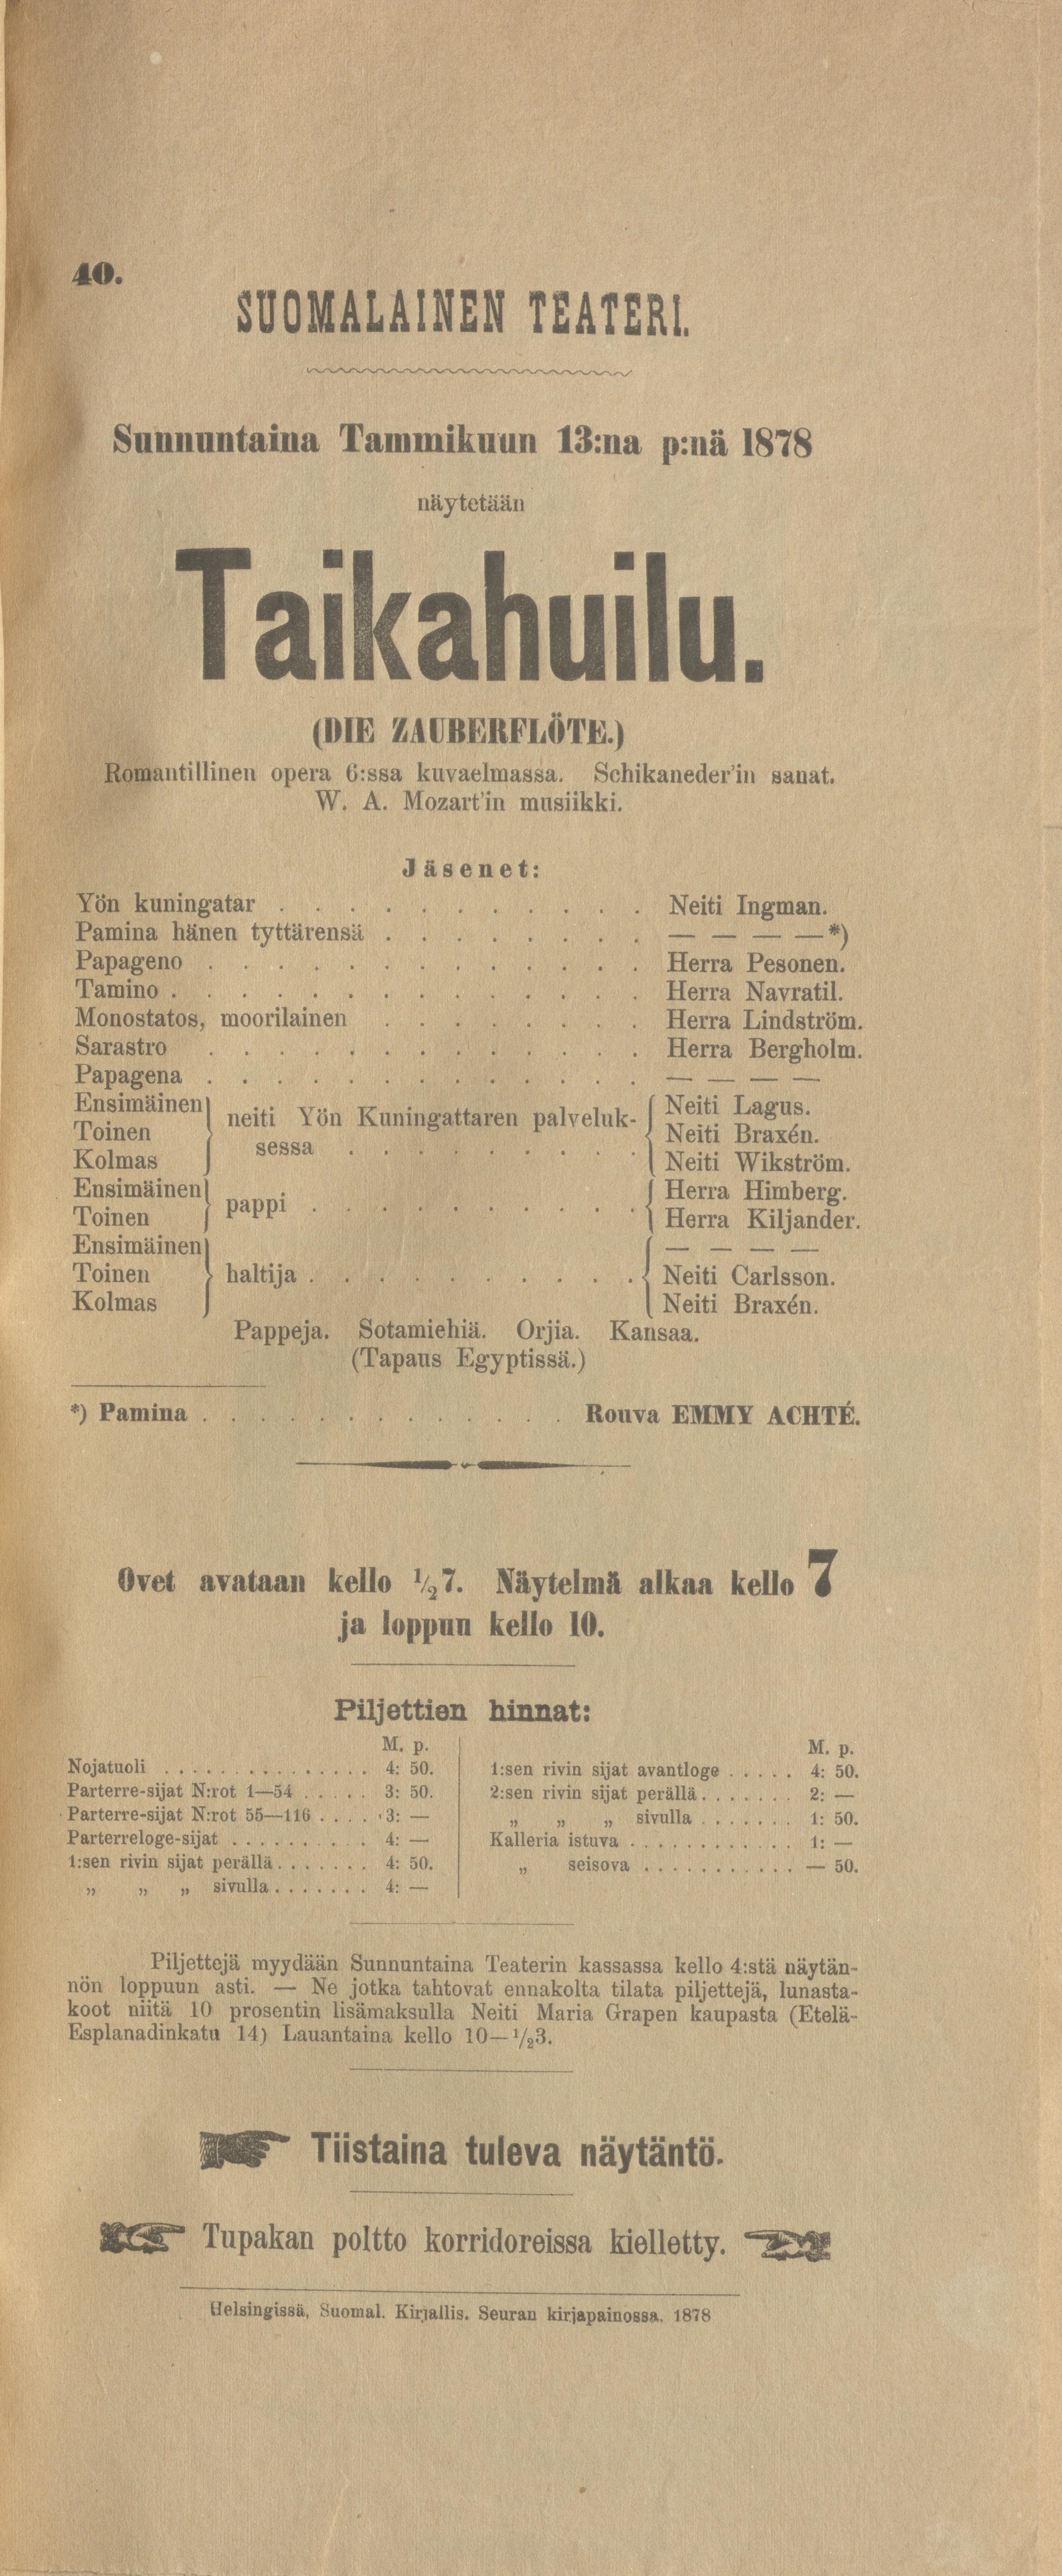 40.
SUOMALAINEN TEATERI.
Sunnuntaina Tammikuun 13:na p:nä 1878
näytetään
Taikahuilu.
(DIE ZAUBERFLÖTE.)
Romantillinen opera 6:ssa kuvaelmassa. Schikaneder'in sanat.
W. A. Mozart'in musiikki.
Jäsenet:
Yön kuningatar . . . . . . . . . . . Neiti Ingman.
Pamina hänen tyttärensä . . . . . . . . — — — —*)
Papageno . . . . . . . . . . . . . Herra Pesonen.
Tamino . . . . . . . . . . . . . . Herra Navratil.
Monostatos, moorilainen . . . . . . . . Herra Lindström.
Sarastro . . . . . . . . . . . . . Herra Bergholm.
Papagena . . . . . . . . . . . . . — — — —
Ensimäinen Neiti Lagus.
neiti Yön Kuningattaren palveluk-
Toinen Neiti Braxén.
sessa . . . . . . . . .
Kolmas Neiti Wikström.
Ensimäinen Herra Himberg.
pappi . . . . . . . . . .
Toinen Herra Kiljander.
Ensimäinen — — — —
Toinen haltija . . . . . . . . . . Neiti Carlsson.
Kolmas Neiti Braxén.
Pappeja. Sotamiehiä. Orjia. Kansaa.
(Tapaus Egyptissä.)
*) Pamina . . . . . . . . . . . . . Rouva EMMY ACHTÉ.
Ovet avataan kello ½7. Näytelmä alkaa kello 7
ja loppuu kello 10.
Piljettien hinnat:
M. p.
Nojatuoli . . . . . . . . . . . . . . . 4: 50.
Parterre-sijat N:rot 1—54 . . . . . 3: 50.
Parterre-sijat N:rot 55—116 . . . . 3: —
Parterreloge-sijat . . . . . . . . . . 4: —
1:sen rivin sijat perällä . . . . . . . 4: 50.
„ „ „ sivulla . . . . . . . 4: —
M. p.
1:sen rivin sijat avantloge . . . . . 4: 50.
2:sen rivin sijat perällä . . . . . . . 2: —
„ „ „ sivulla . . . . . . . 1: 50.
Kalleria istuva . . . . . . . . . . . . 1: —
„ seisova . . . . . . . . . . . — 50.
Piljettejä myydään Sunnuntaina Teaterin kassassa kello 4:stä näytän-
nön loppuun asti. — Ne jotka tahtovat ennakolta tilata piljettejä, lunasta-
koot niitä 10 prosentin lisämaksulla Neiti Maria Grapen kaupasta (Etelä-
Esplanadinkatu 14) Lauantaina kello 10—½3.
Tiistaina tuleva näytäntö.
Tupakan poltto korridoreissa kielletty.
Helsingissä, Suomal. Kirjallis. Seuran kirjapainossa. 1878